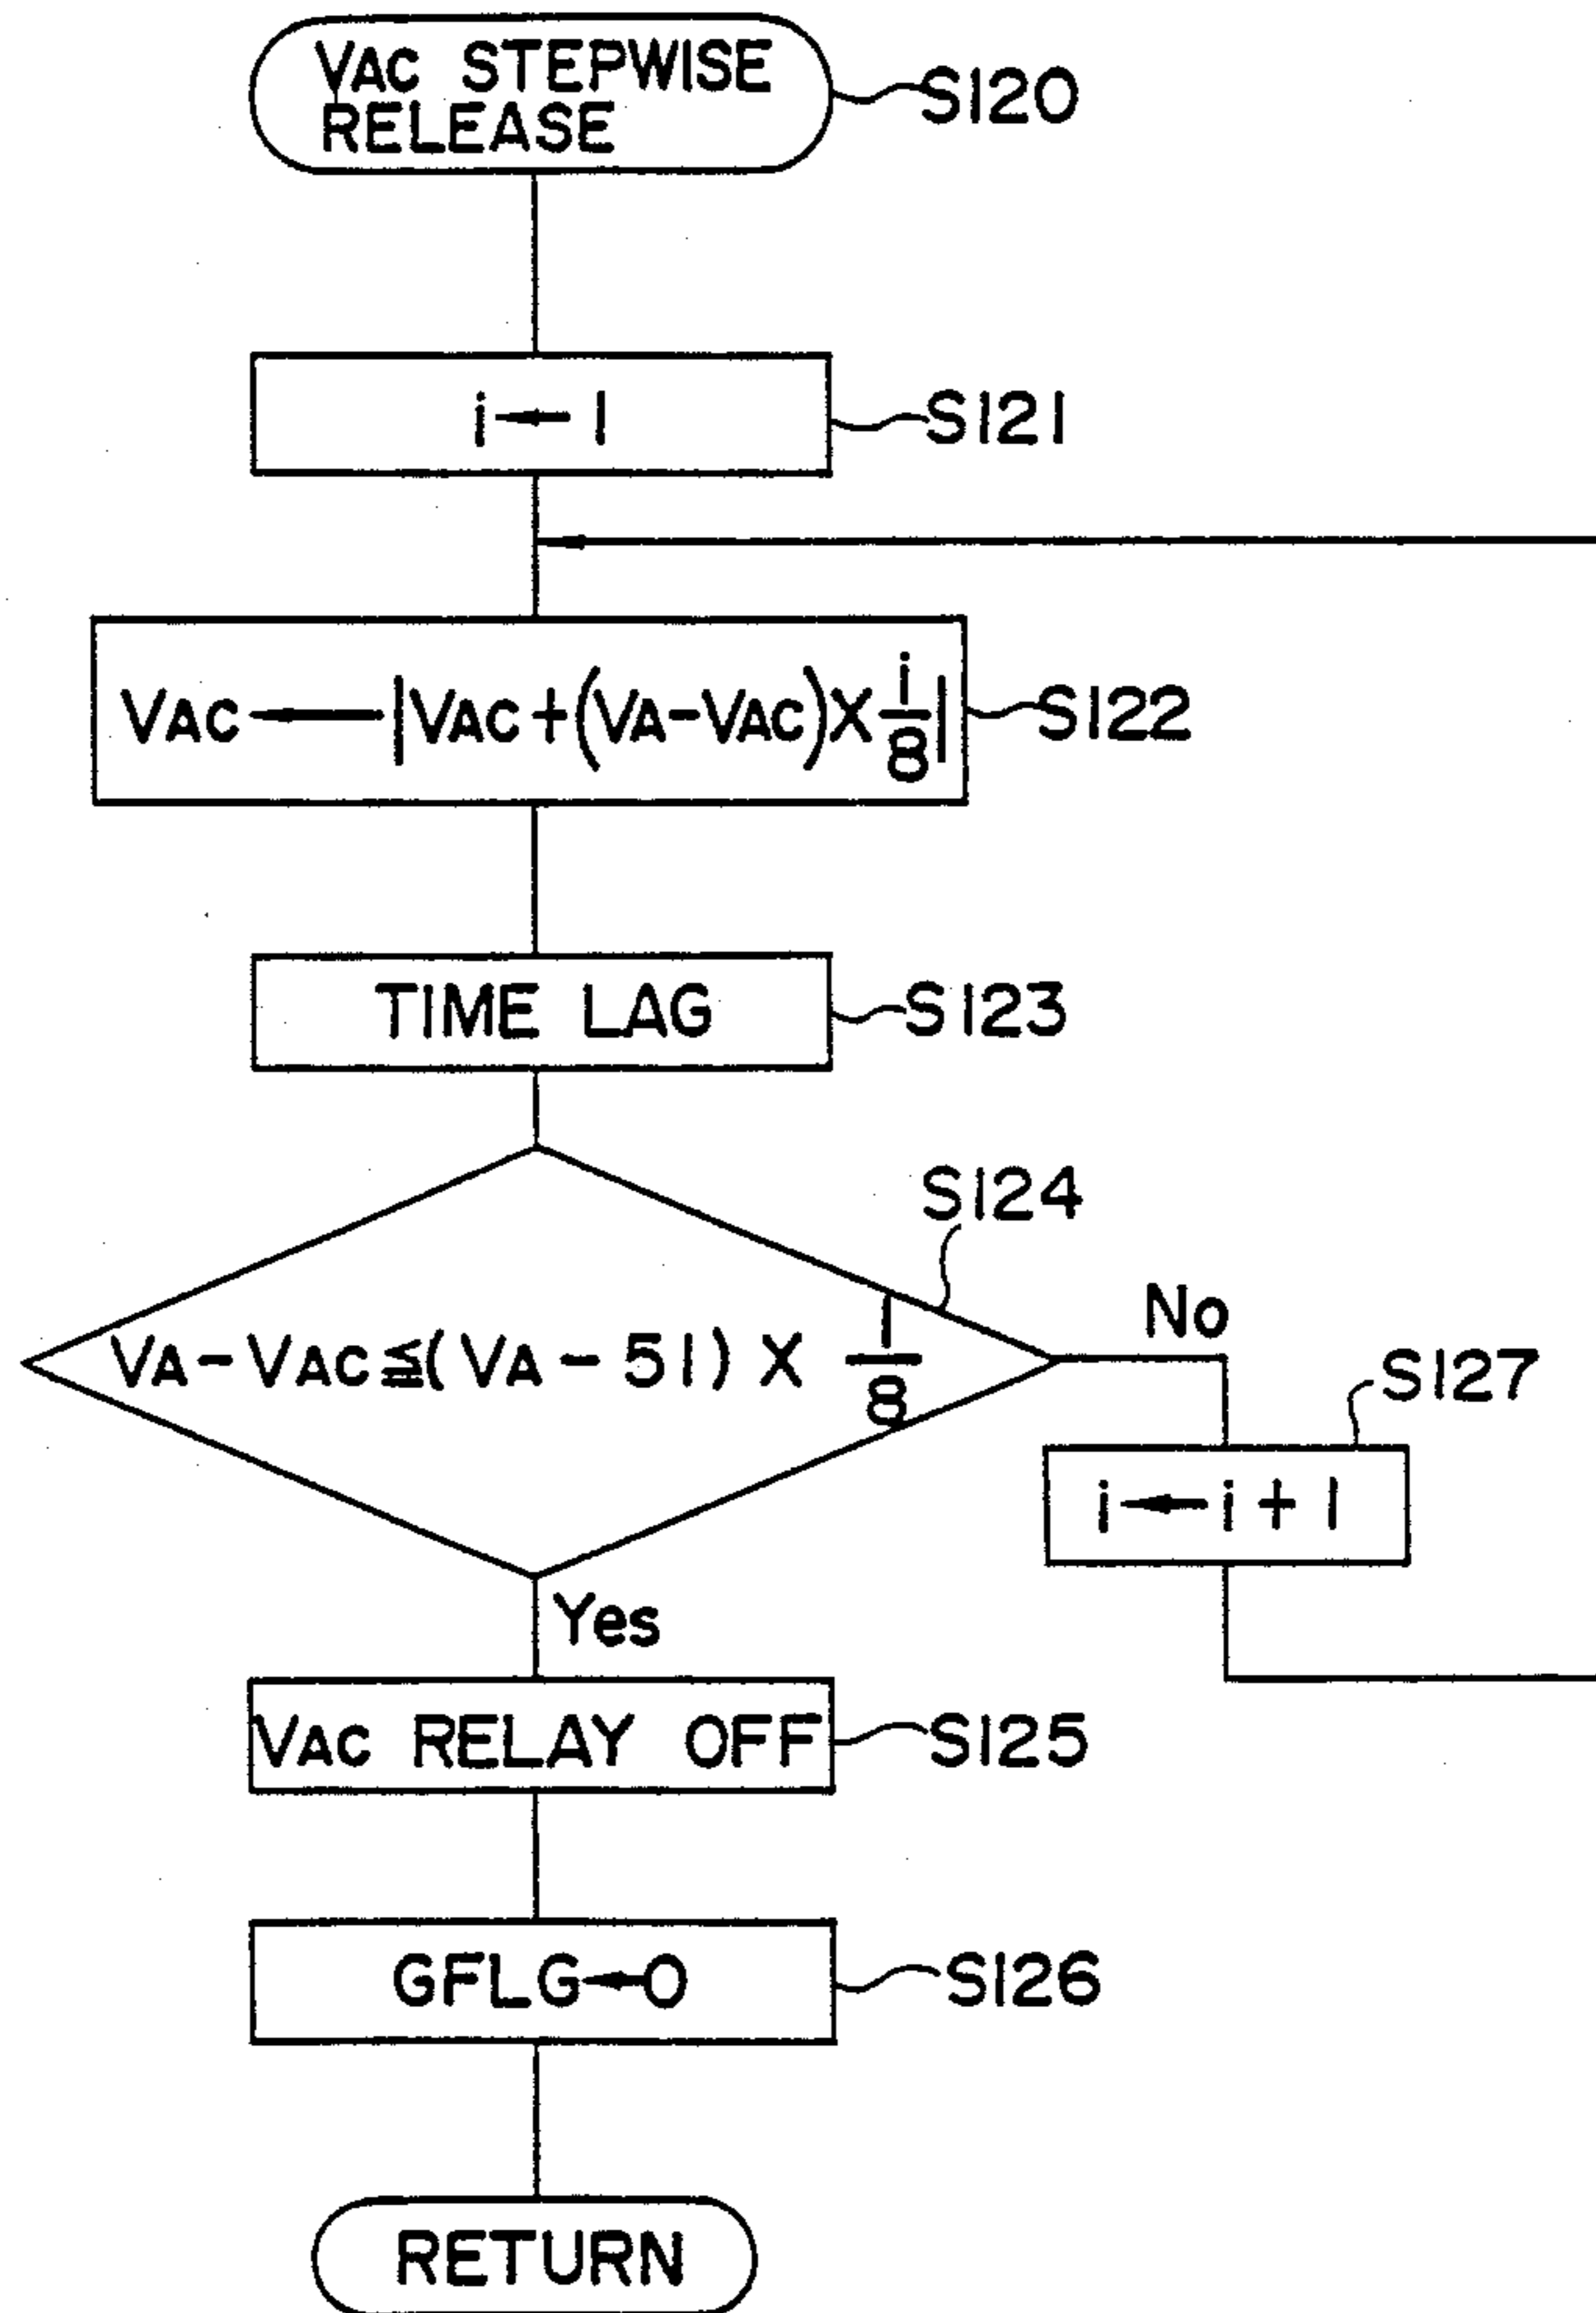 VAC STEPWISE
RELEASE
S120
i←1
S121
VAC←|VAC+(VA-VAC)×i/8|
S122
TIME LAG
S123
S124
VA-VAC≦(VA-51)×1/8
No
S127
i←i+1
Yes
VAC RELAY OFF
S125
GFLG←0
S126
RETURN